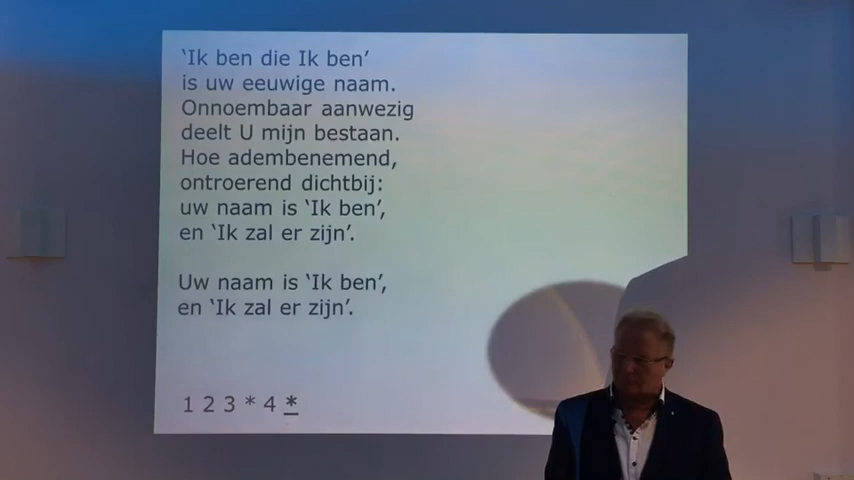 ‘Ik ben die Ik ben’
is uw eeuwige naam.
Onnoembaar aanwezig
deelt U mijn bestaan.
Hoe adembenemend,
ontroerend dichtbij:
uw naam is ‘Ik ben’,
en ‘Ik zal er zijn’.
Uw naam is ‘Ik ben’,
en ‘Ik zal er zijn’.
1 2 3 * 4 *